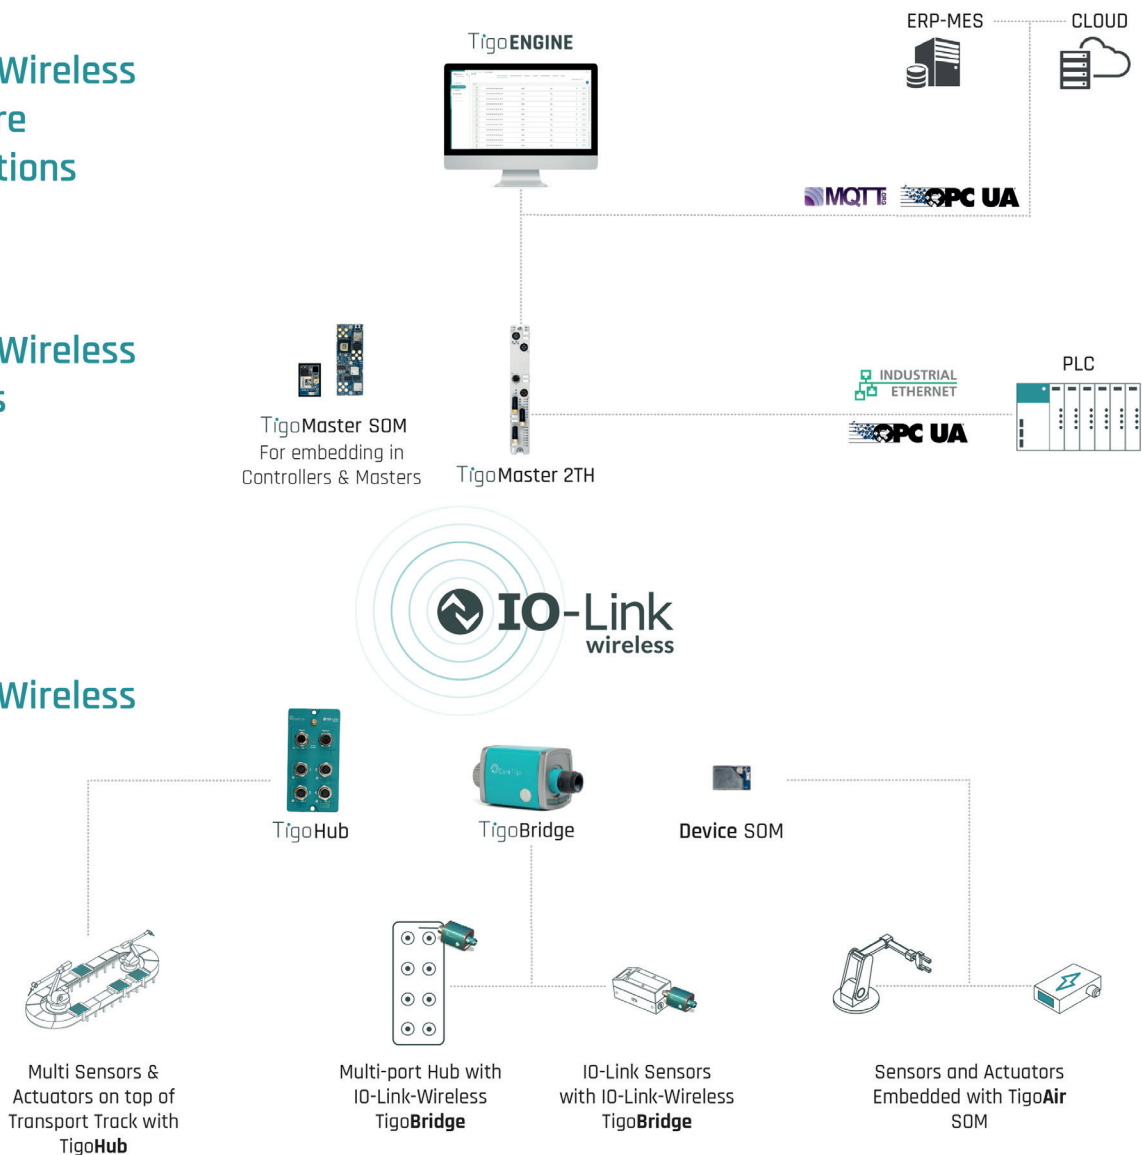 Wireless
re
tions
TigoENGINE
ERP-MES
CLOUD
MQTT.ORG
OPC UA
Wireless
s
TigoMaster SOM
For embedding in
Controllers & Masters
TigoMaster 2TH
INDUSTRIAL
ETHERNET
OPC UA
PLC
IO-Link
wireless
Wireless
TigoHub
CoreTigo
TigoBridge
Device SOM
Multi Sensors &
Actuators on top of
Transport Track with
TigoHub
Multi-port Hub with
IO-Link-Wireless
TigoBridge
IO-Link Sensors
with IO-Link-Wireless
TigoBridge
Sensors and Actuators
Embedded with TigoAir
SOM